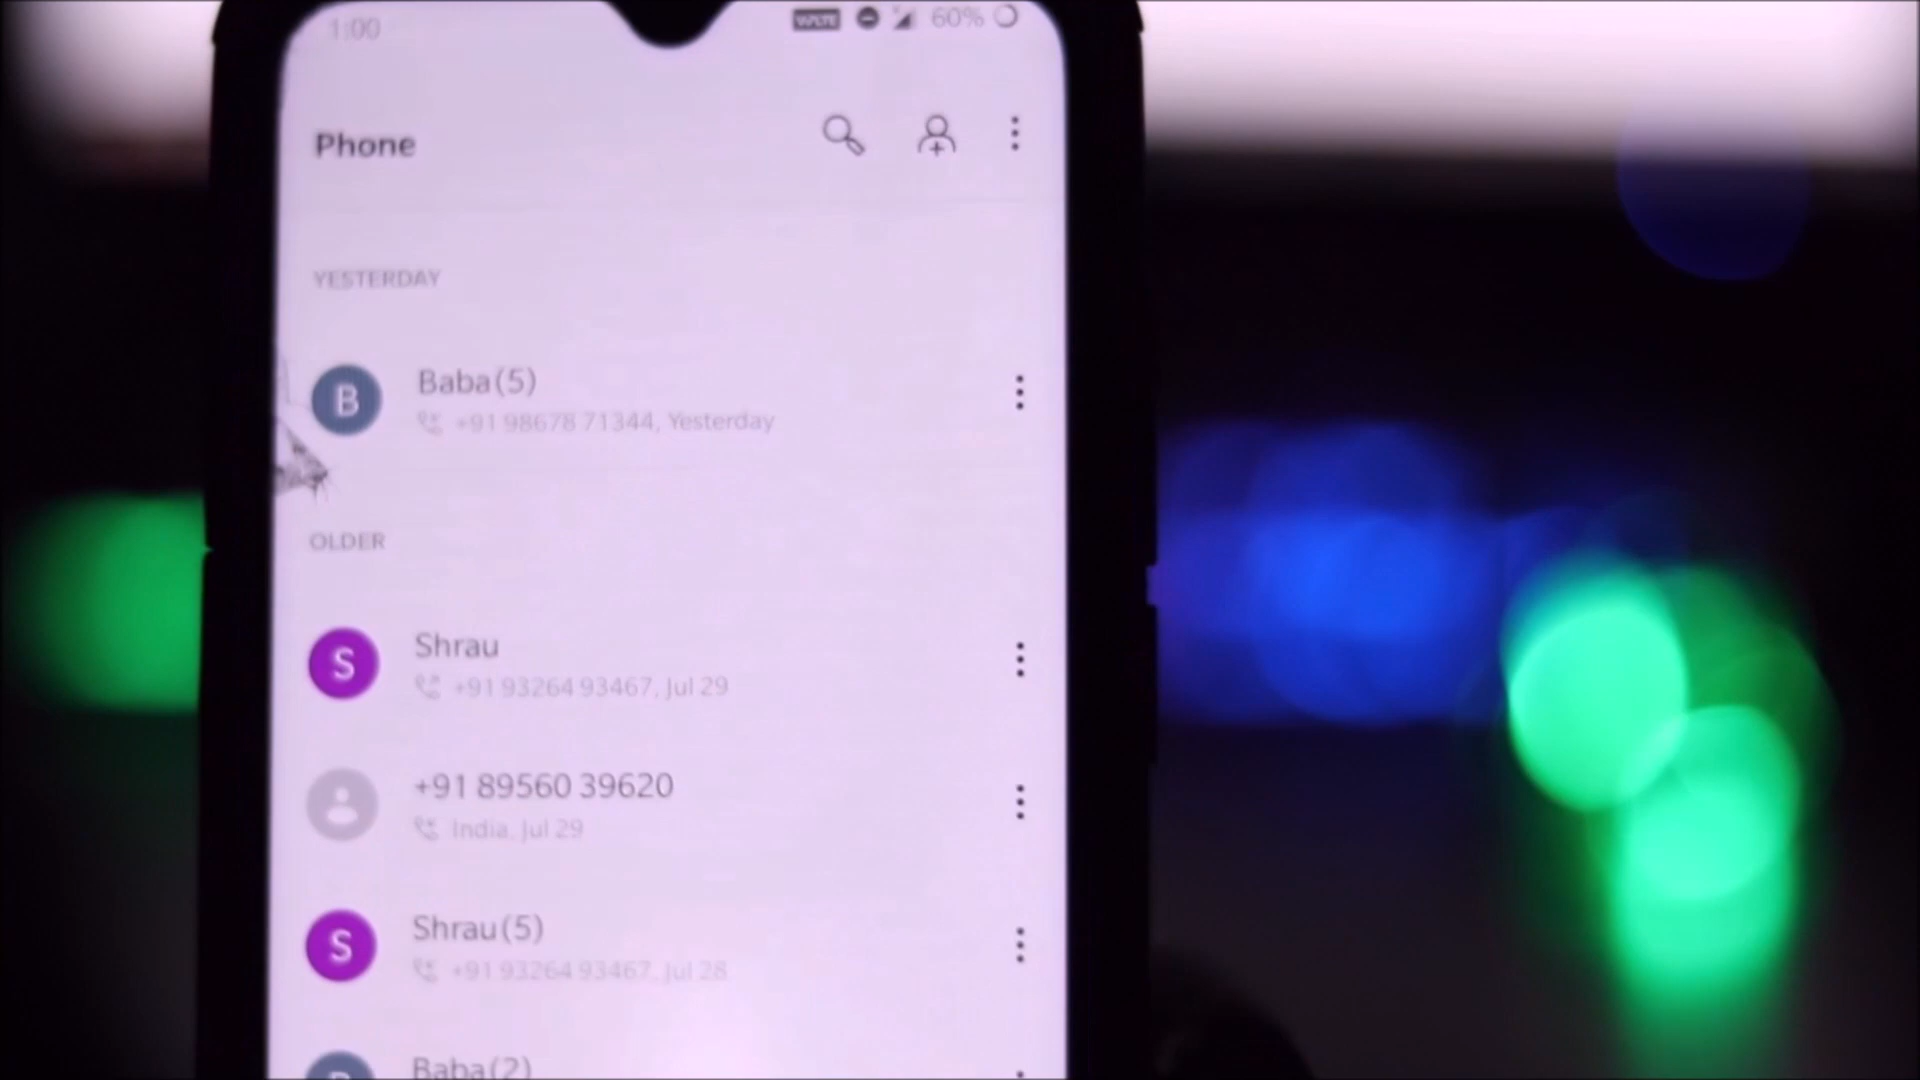 1:00
VoLTE 60%
Phone
YESTERDAY
B
Baba(5)
+91 98678 71344, Yesterday
OLDER
S
Shrau
+91 93264 93467, Jul 29
+91 89560 39620
India, Jul 29
S
Shrau(5)
+91 93264 93467, Jul 28
Baba(2)